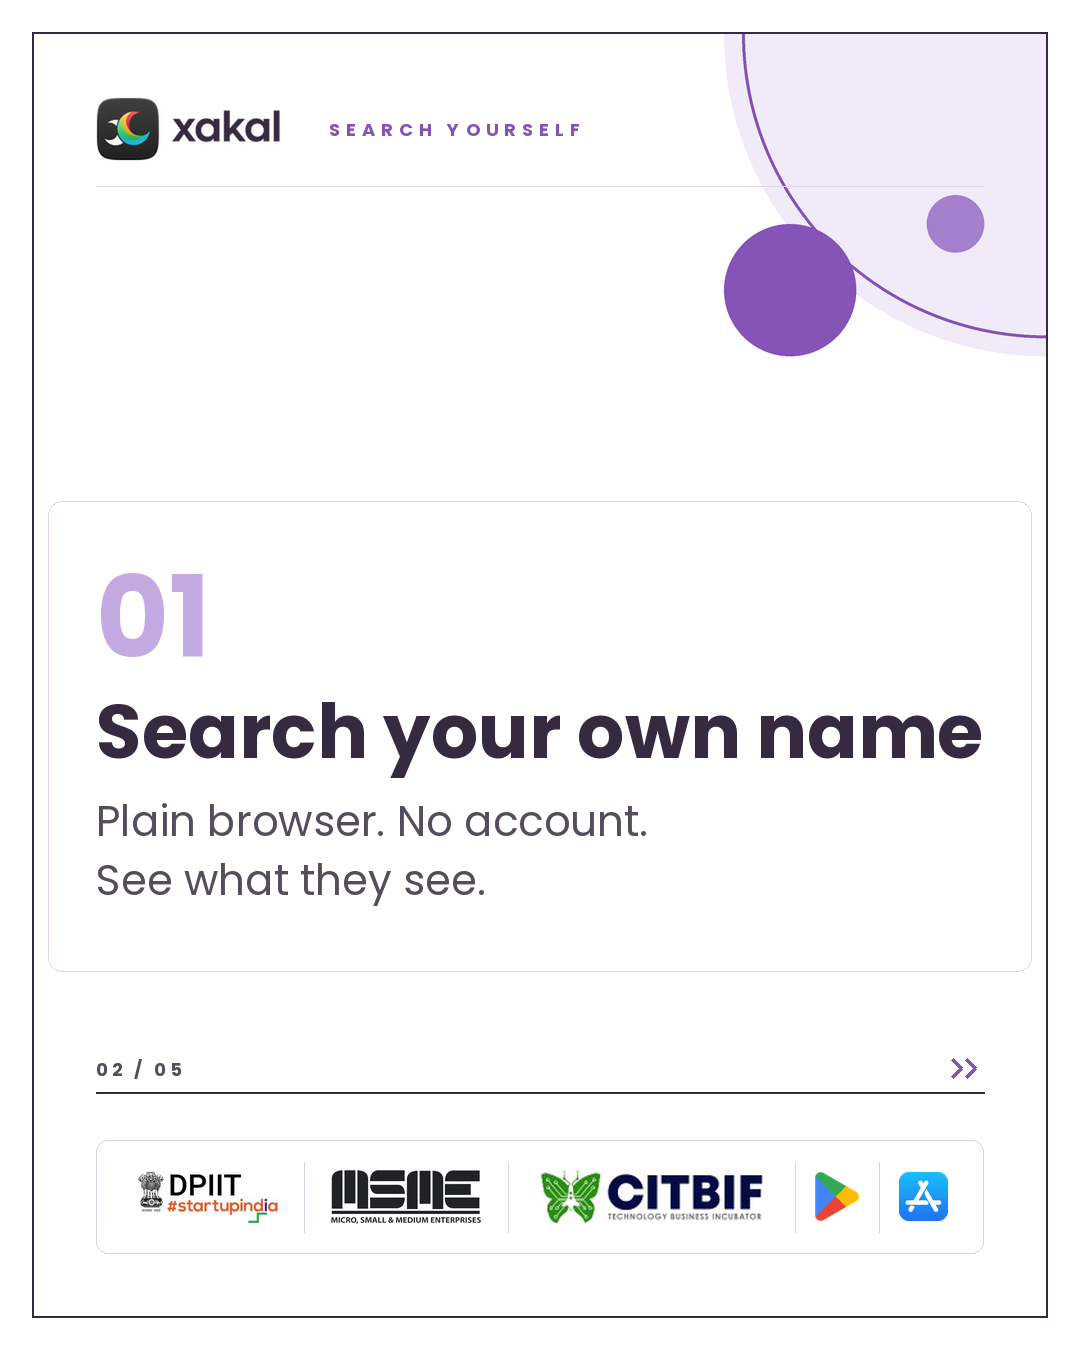 xakal
SEARCH YOURSELF
01
Search your own name
Plain browser. No account.
See what they see.
02 / 05
DPIIT
#startupindia
MSME
MICRO, SMALL & MEDIUM ENTERPRISES
CITBIF
TECHNOLOGY BUSINESS INCUBATOR